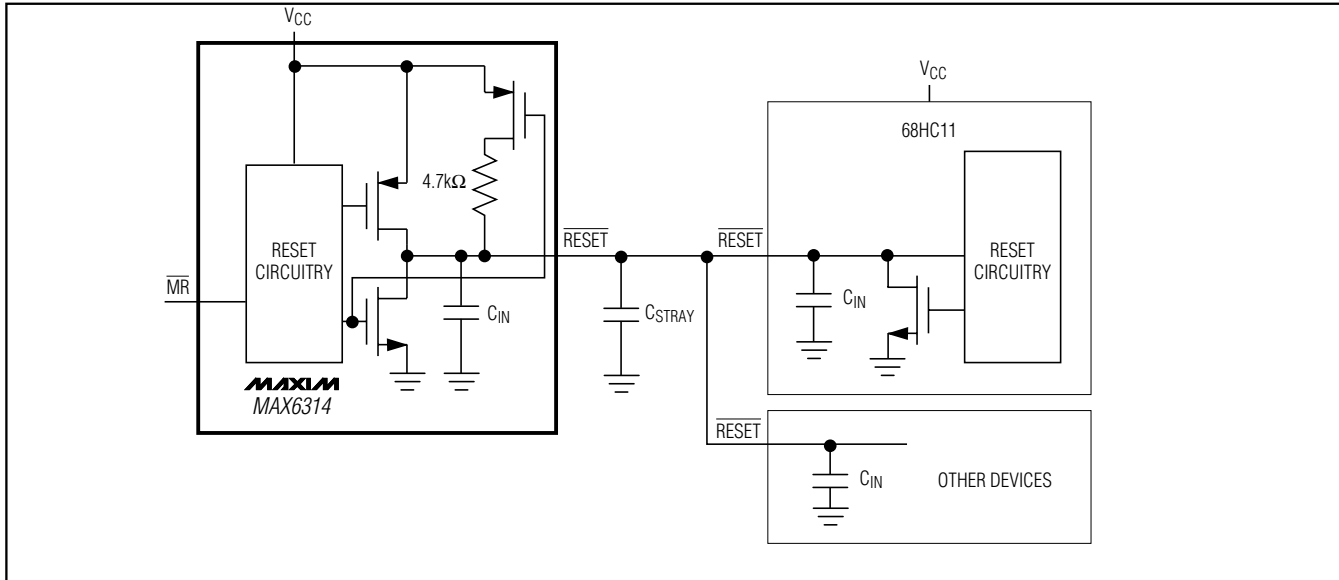 VCC
VCC
68HC11
4.7kΩ
RESET
CIRCUITRY
RESET
RESET
RESET
CIRCUITRY
MR
CIN
CSTRAY
CIN
MAXIM
MAX6314
RESET
CIN
OTHER DEVICES